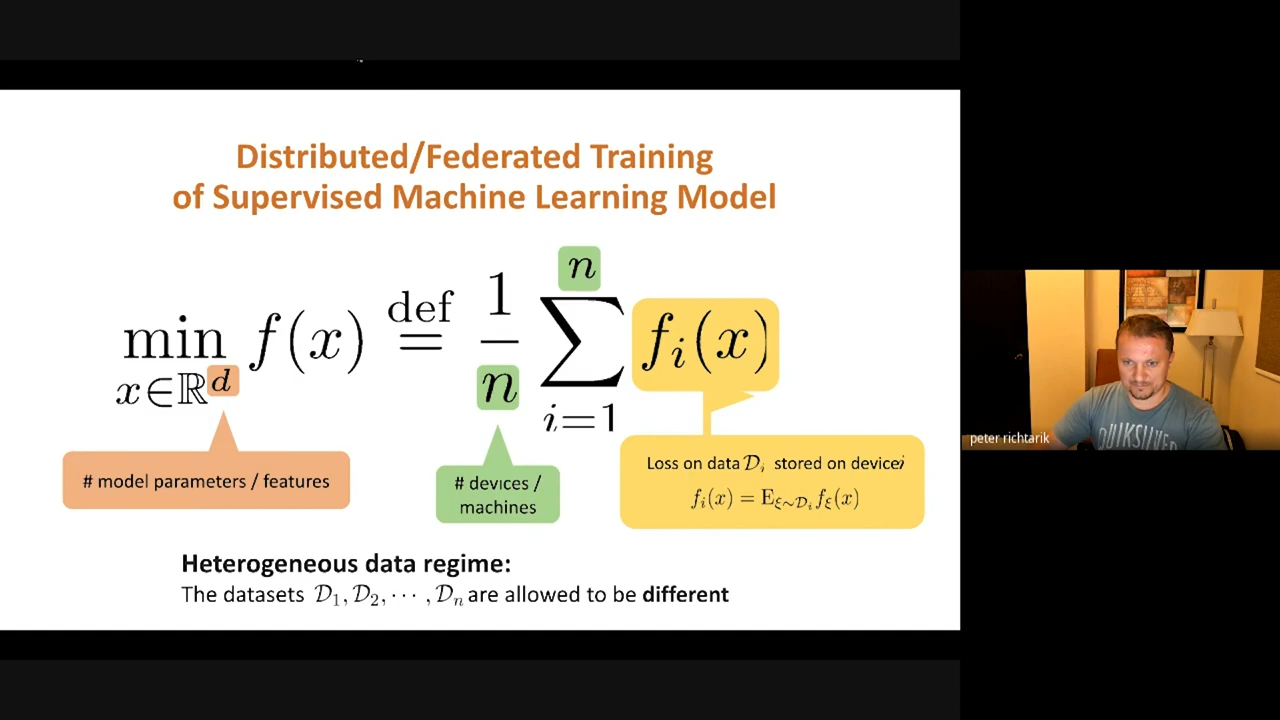 Distributed/Federated Training
of Supervised Machine Learning Model
min x∈ℝ^d f(x) def= 1/n ∑ i=1 n f_i(x)
# model parameters / features
# devices /
machines
Loss on data 𝒟_i stored on device i
f_i(x) = E_{ξ∼𝒟_i} f_ξ(x)
Heterogeneous data regime:
The datasets 𝒟_1, 𝒟_2, ⋯, 𝒟_n are allowed to be different
peter richtarik
QUIKSILVER